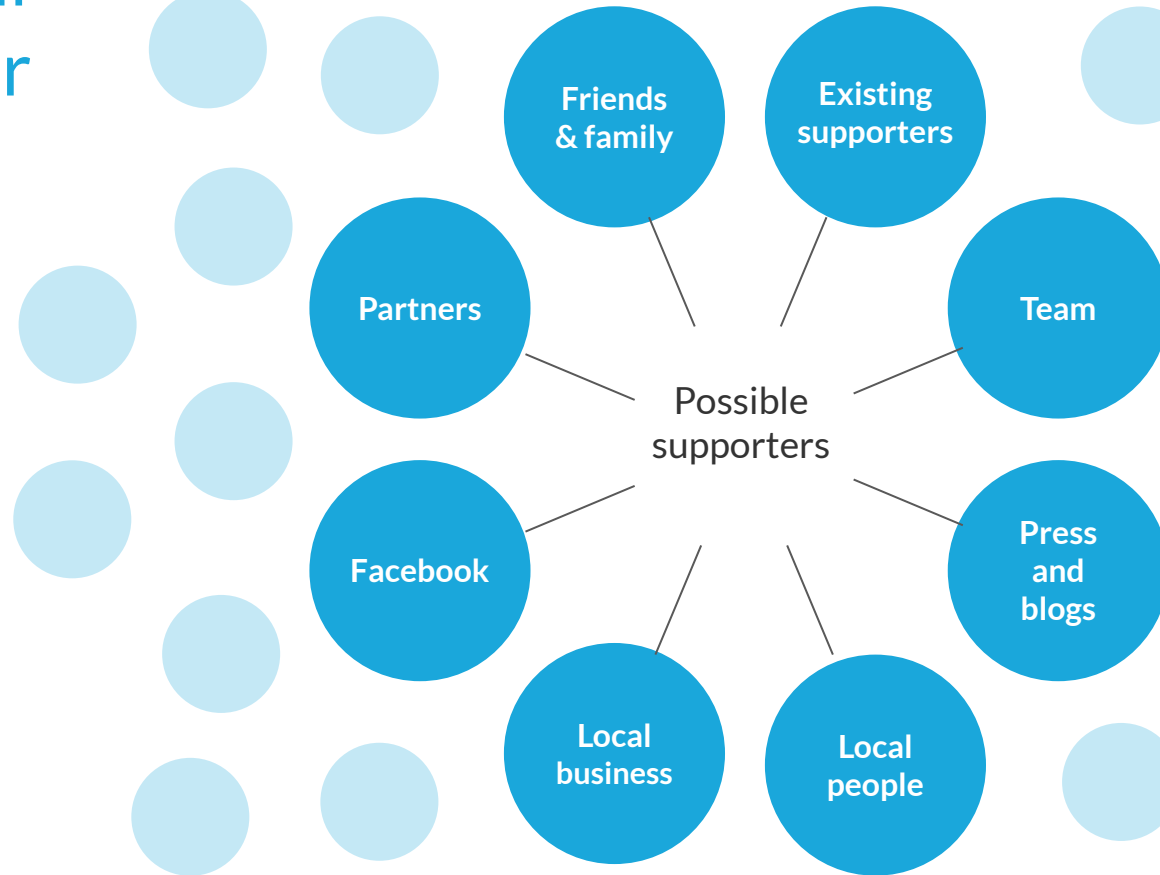 r
Friends
& family
Existing
supporters
Partners
Team
Possible
supporters
Facebook
Press
and
blogs
Local
business
Local
people